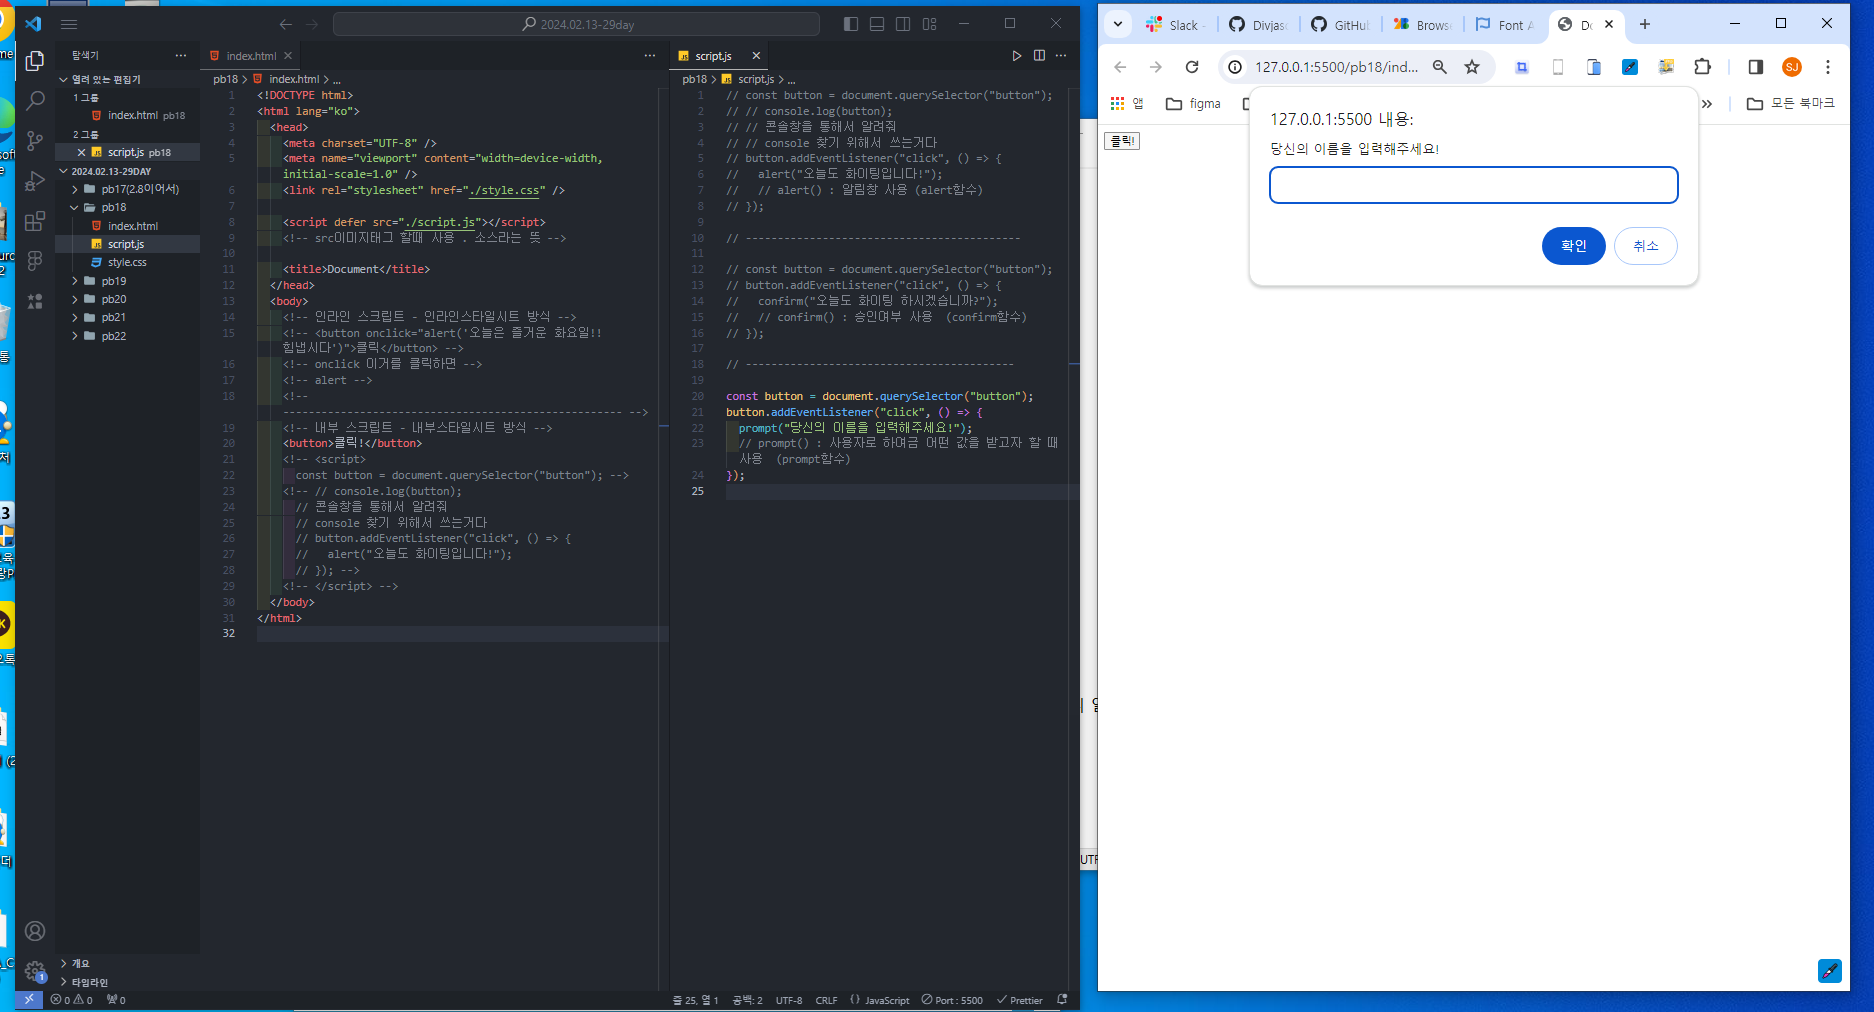 2024.02.13-29day
탐색기
열려 있는 편집기
1 그룹
index.html pb18
2 그룹
script.js pb18
2024.02.13-29DAY
pb17(2.8이어서)
pb18
index.html
script.js
style.css
pb19
pb20
pb21
pb22
개요
타임라인
index.html
pb18 > index.html > ...
1 <!DOCTYPE html>
2 <html lang="ko">
3 <head>
4 <meta charset="UTF-8" />
5 <meta name="viewport" content="width=device-width,
initial-scale=1.0" />
6 <link rel="stylesheet" href="./style.css" />
7
8 <script defer src="./script.js"></script>
9 <!-- src이미지태그 할때 사용 . 소스라는 뜻 -->
10
11 <title>Document</title>
12 </head>
13 <body>
14 <!-- 인라인 스크립트 - 인라인스타일시트 방식 -->
15 <!-- <button onclick="alert('오늘은 즐거운 화요일!!
힘냅시다')">클릭</button> -->
16 <!-- onclick 이거를 클릭하면 -->
17 <!-- alert -->
18 <!--
----------------------------------------------------- -->
19 <!-- 내부 스크립트 - 내부스타일시트 방식 -->
20 <button>클릭!</button>
21 <!-- <script>
22 const button = document.querySelector("button"); -->
23 <!-- // console.log(button);
24 // 콘솔창을 통해서 알려줘
25 // console 찾기 위해서 쓰는거다
26 // button.addEventListener("click", () => {
27 // alert("오늘도 화이팅입니다!");
28 // }); -->
29 <!-- </script> -->
30 </body>
31 </html>
32
script.js
pb18 > script.js > ...
1 // const button = document.querySelector("button");
2 // // console.log(button);
3 // // 콘솔창을 통해서 알려줘
4 // // console 찾기 위해서 쓰는거다
5 // button.addEventListener("click", () => {
6 // alert("오늘도 화이팅입니다!");
7 // // alert() : 알림창 사용 (alert함수)
8 // });
9
10 // -------------------------------------------
11
12 // const button = document.querySelector("button");
13 // button.addEventListener("click", () => {
14 // confirm("오늘도 화이팅 하시겠습니까?");
15 // // confirm() : 승인여부 사용 (confirm함수)
16 // });
17
18 // ------------------------------------------
19
20 const button = document.querySelector("button");
21 button.addEventListener("click", () => {
22 prompt("당신의 이름을 입력해주세요!");
23 // prompt() : 사용자로 하여금 어떤 값을 받고자 할 때
사용 (prompt함수)
24 });
25
0 0 0
줄 25, 열 1 공백: 2 UTF-8 CRLF {} JavaScript Port : 5500 Prettier
Slack - Divjas GitHub Brows Font A Do
127.0.0.1:5500/pb18/ind...
SJ
앱 figma » 모든 북마크
클릭!
127.0.0.1:5500 내용:
당신의 이름을 입력해주세요!
확인 취소
UTF